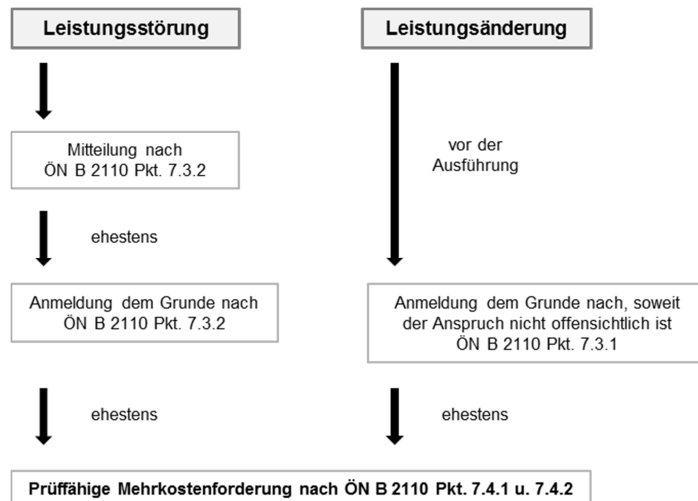 Leistungsstörung
Leistungsänderung
Mitteilung nach
ÖN B 2110 Pkt. 7.3.2
vor der
Ausführung
ehestens
Anmeldung dem Grunde nach
ÖN B 2110 Pkt. 7.3.2
Anmeldung dem Grunde nach, soweit
der Anspruch nicht offensichtlich ist
ÖN B 2110 Pkt. 7.3.1
ehestens
ehestens
Prüffähige Mehrkostenforderung nach ÖN B 2110 Pkt. 7.4.1 u. 7.4.2